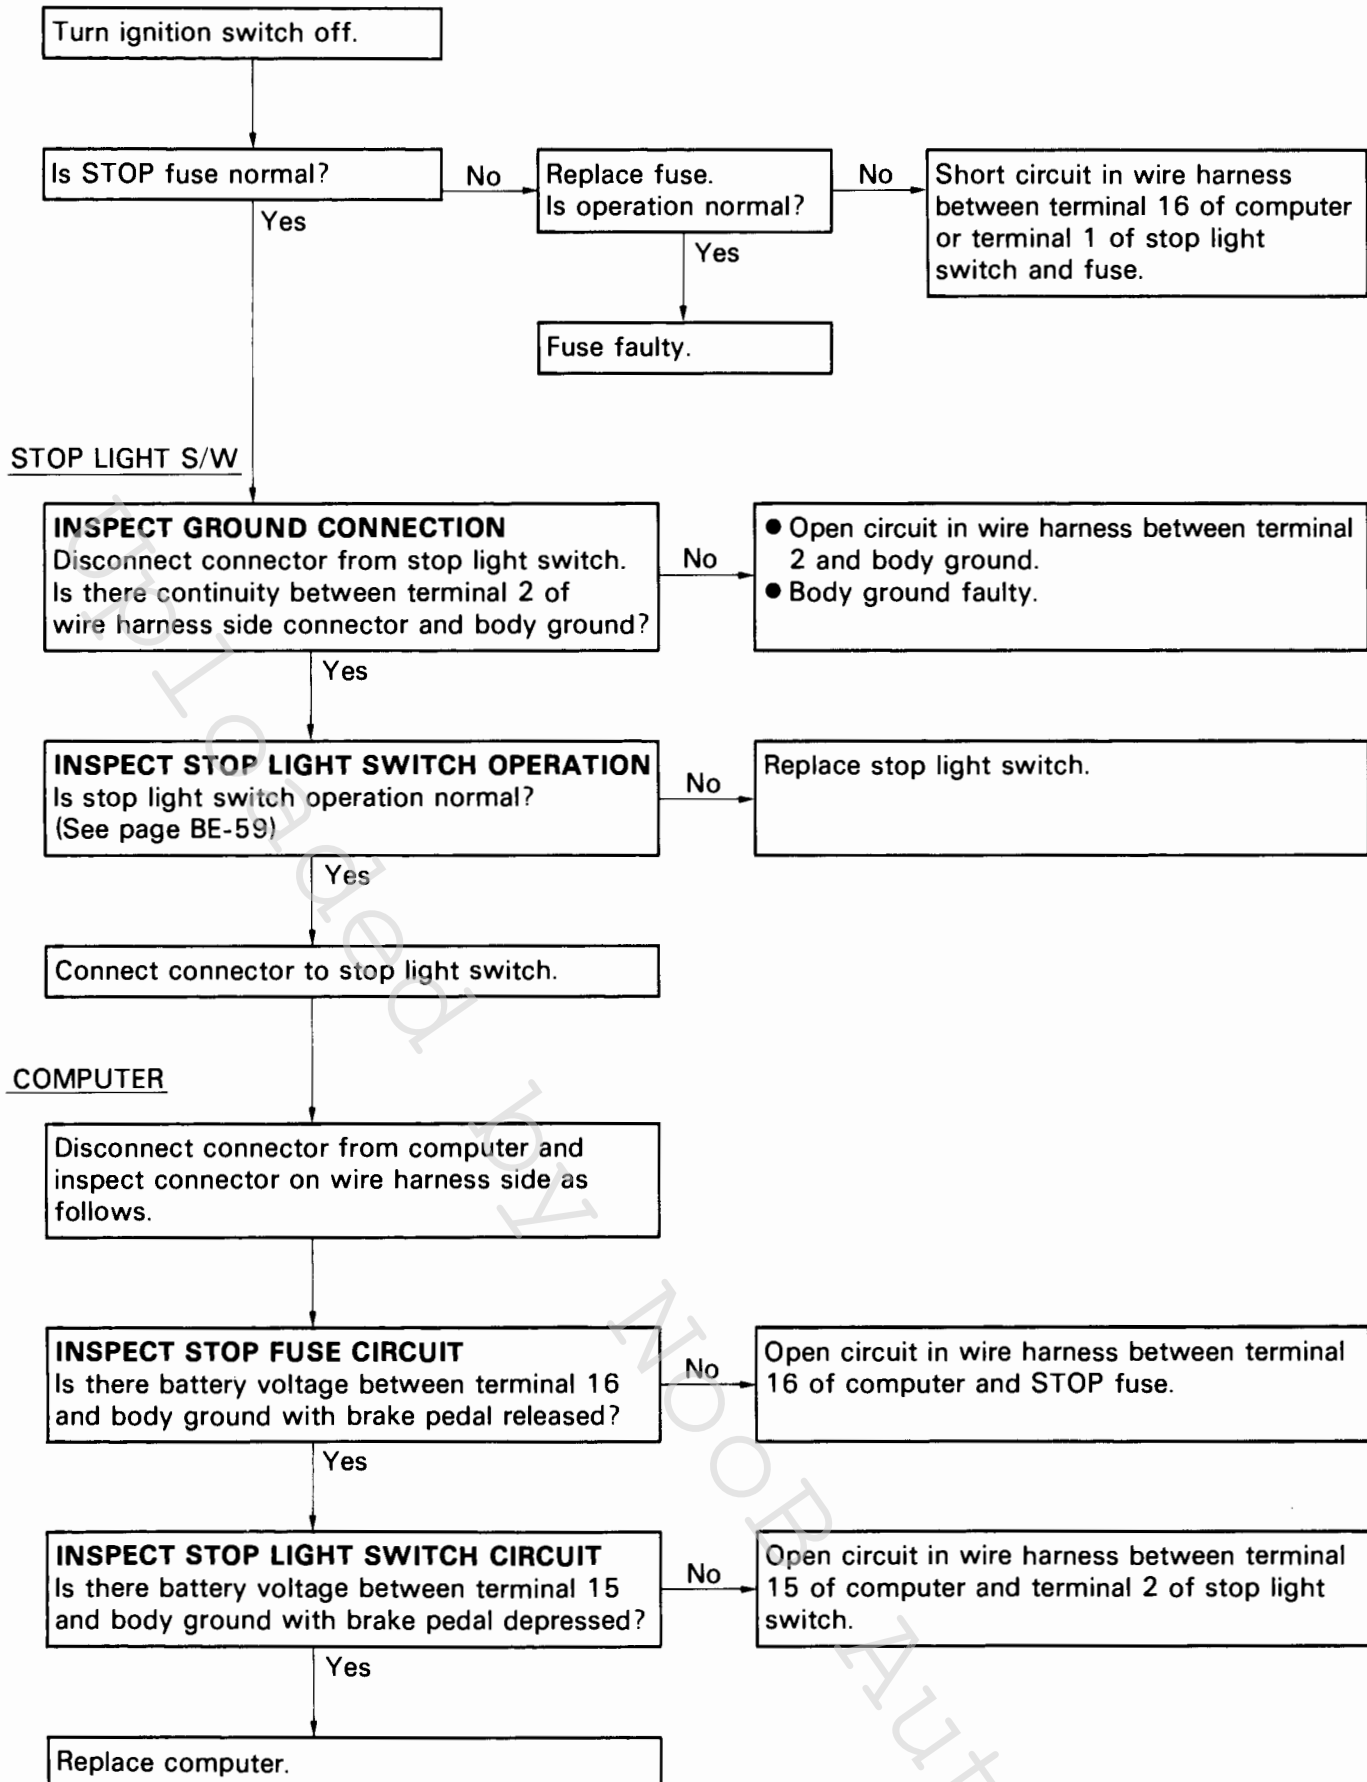 Turn ignition switch off.
Is STOP fuse normal?
No
Replace fuse.
Is operation normal?
No
Short circuit in wire harness
between terminal 16 of computer
or terminal 1 of stop light
switch and fuse.
Yes
Yes
Fuse faulty.
STOP LIGHT S/W
INSPECT GROUND CONNECTION
Disconnect connector from stop light switch.
Is there continuity between terminal 2 of
wire harness side connector and body ground?
No
● Open circuit in wire harness between terminal
2 and body ground.
● Body ground faulty.
Yes
INSPECT STOP LIGHT SWITCH OPERATION
Is stop light switch operation normal?
(See page BE-59)
No
Replace stop light switch.
Yes
Connect connector to stop light switch.
COMPUTER
Disconnect connector from computer and
inspect connector on wire harness side as
follows.
INSPECT STOP FUSE CIRCUIT
Is there battery voltage between terminal 16
and body ground with brake pedal released?
No
Open circuit in wire harness between terminal
16 of computer and STOP fuse.
Yes
INSPECT STOP LIGHT SWITCH CIRCUIT
Is there battery voltage between terminal 15
and body ground with brake pedal depressed?
No
Open circuit in wire harness between terminal
15 of computer and terminal 2 of stop light
switch.
Yes
Replace computer.
Uploaded by NooB Aut